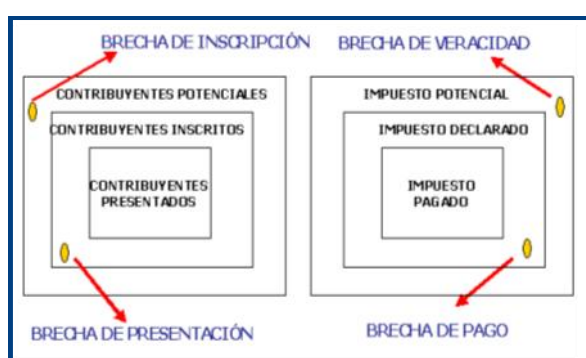 BRECHA DE INSCRIPCIÓN
BRECHA DE VERACIDAD
CONTRIBUYENTES POTENCIALES
CONTRIBUYENTES INSCRITOS
CONTRIBUYENTES
PRESENTADOS
IMPUESTO POTENCIAL
IMPUESTO DECLARADO
IMPUESTO
PAGADO
BRECHA DE PRESENTACIÓN
BRECHA DE PAGO